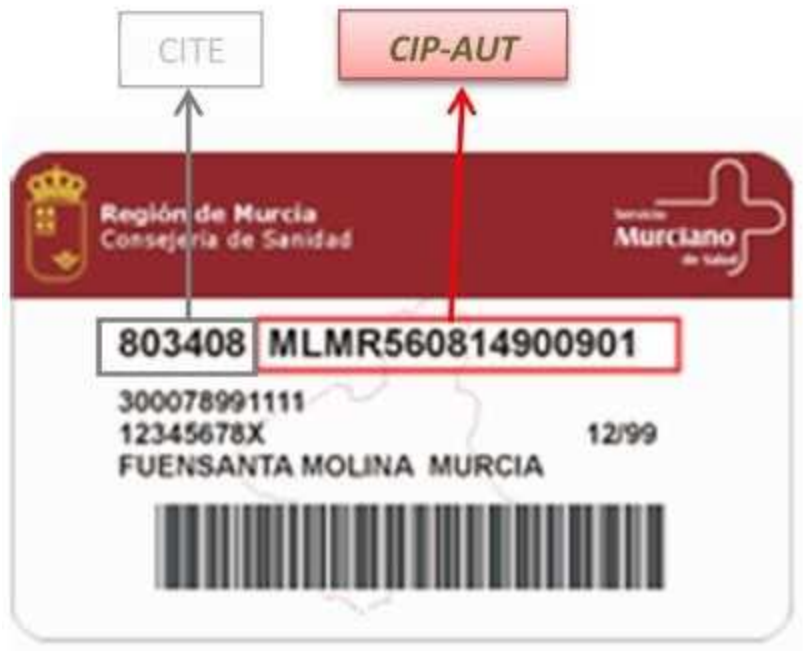 CITE
CIP-AUT
Región de Murcia
Consejería de Sanidad
Servicio
Murciano
de Salud
803408 MLMR560814900901
300078991111
12345678X 12/99
FUENSANTA MOLINA MURCIA